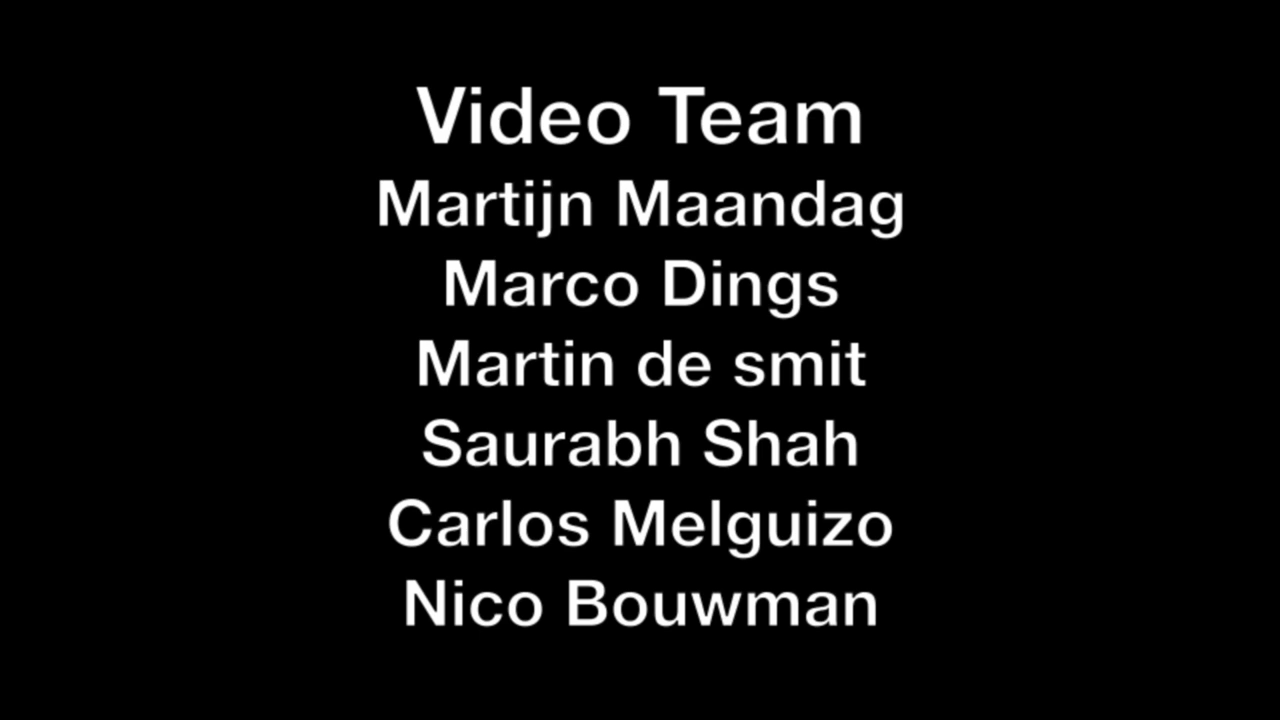 Video Team
Martijn Maandag
Marco Dings
Martin de smit
Saurabh Shah
Carlos Melguizo
Nico Bouwman